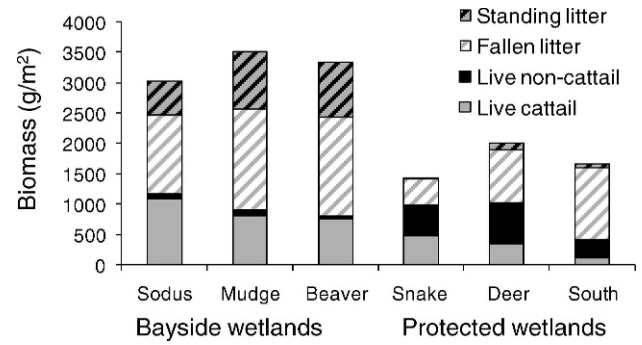 4000
3500
3000
2500
2000
1500
1000
500
0
Biomass (g/m²)
Standing litter
Fallen litter
Live non-cattail
Live cattail
Sodus Mudge Beaver Snake Deer South
Bayside wetlands Protected wetlands